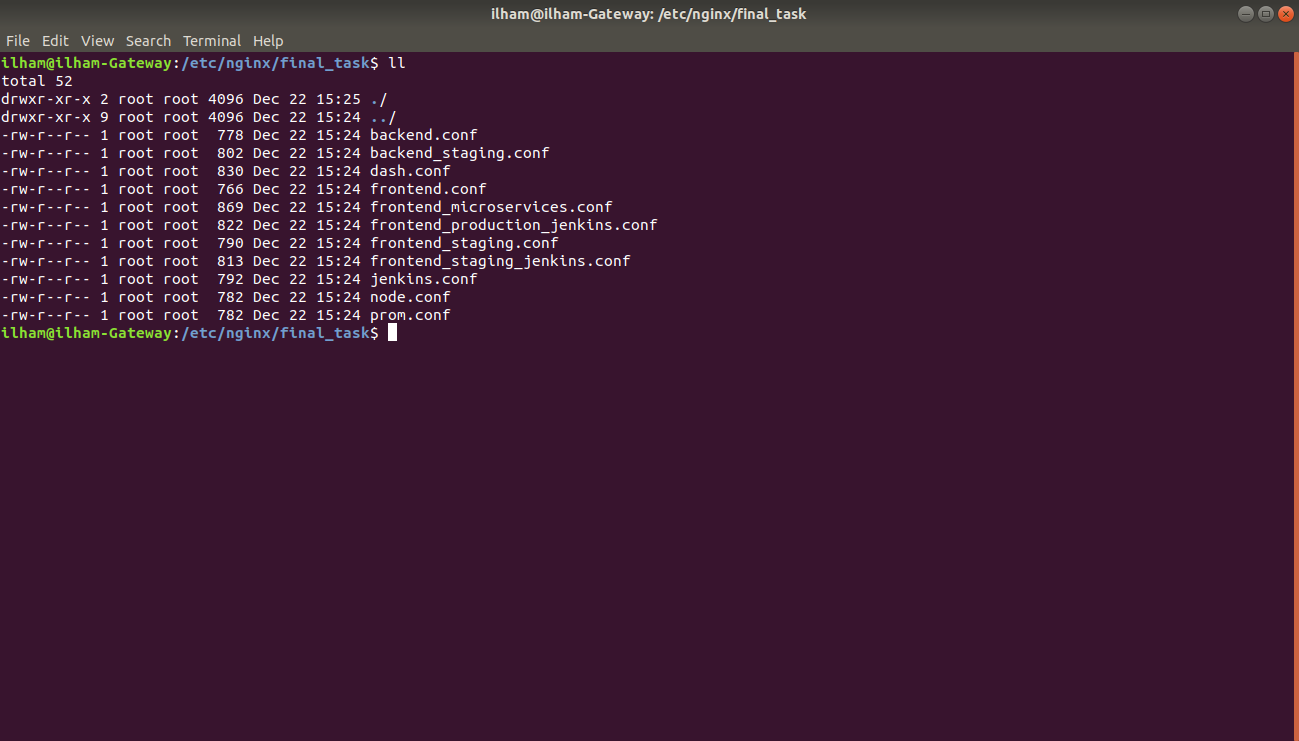 ilham@ilham-Gateway: /etc/nginx/final_task
File Edit View Search Terminal Help
ilham@ilham-Gateway:/etc/nginx/final_task$ ll
total 52
drwxr-xr-x 2 root root 4096 Dec 22 15:25 ./
drwxr-xr-x 9 root root 4096 Dec 22 15:24 ../
-rw-r--r-- 1 root root  778 Dec 22 15:24 backend.conf
-rw-r--r-- 1 root root  802 Dec 22 15:24 backend_staging.conf
-rw-r--r-- 1 root root  830 Dec 22 15:24 dash.conf
-rw-r--r-- 1 root root  766 Dec 22 15:24 frontend.conf
-rw-r--r-- 1 root root  869 Dec 22 15:24 frontend_microservices.conf
-rw-r--r-- 1 root root  822 Dec 22 15:24 frontend_production_jenkins.conf
-rw-r--r-- 1 root root  790 Dec 22 15:24 frontend_staging.conf
-rw-r--r-- 1 root root  813 Dec 22 15:24 frontend_staging_jenkins.conf
-rw-r--r-- 1 root root  792 Dec 22 15:24 jenkins.conf
-rw-r--r-- 1 root root  782 Dec 22 15:24 node.conf
-rw-r--r-- 1 root root  782 Dec 22 15:24 prom.conf
ilham@ilham-Gateway:/etc/nginx/final_task$